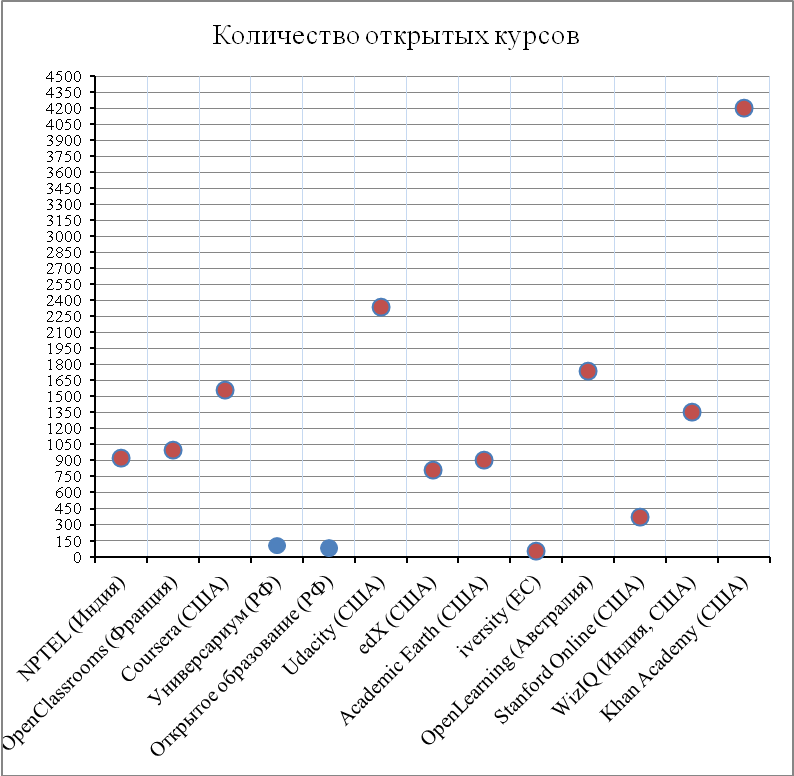 Количество открытых курсов
4500
4350
4200
4050
3900
3750
3600
3450
3300
3150
3000
2850
2700
2550
2400
2250
2100
1950
1800
1650
1500
1350
1200
1050
900
750
600
450
300
150
0
NPTEL (Индия)
OpenClassrooms (Франция)
Coursera (США)
Универсариум (РФ)
Открытое образование (РФ)
Udacity (США)
edX (США)
Academic Earth (США)
iversity (ЕС)
OpenLearning (Австралия)
Stanford Online (США)
WizIQ (Индия, США)
Khan Academy (США)